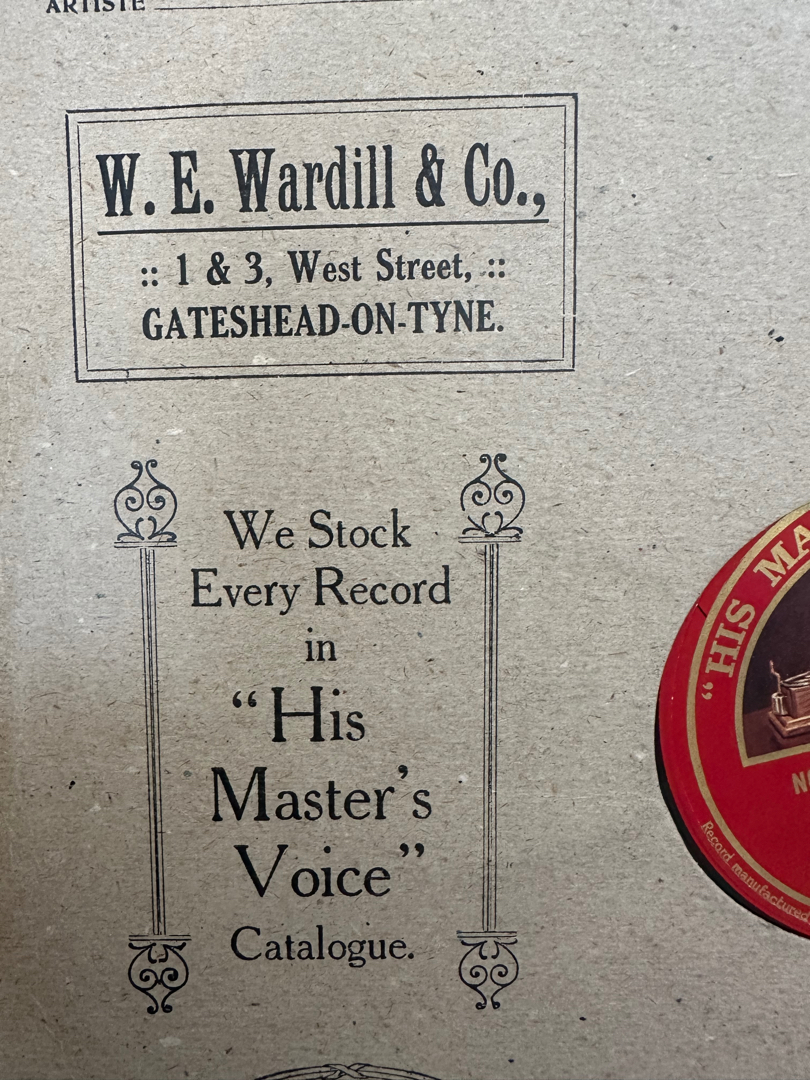 ARTISTE
W. E. Wardill & Co.,
:: 1 & 3, West Street, ::
GATESHEAD-ON-TYNE.
We Stock
Every Record
in
“His
Master’s
Voice”
Catalogue.
“HIS MA
Record manufactured